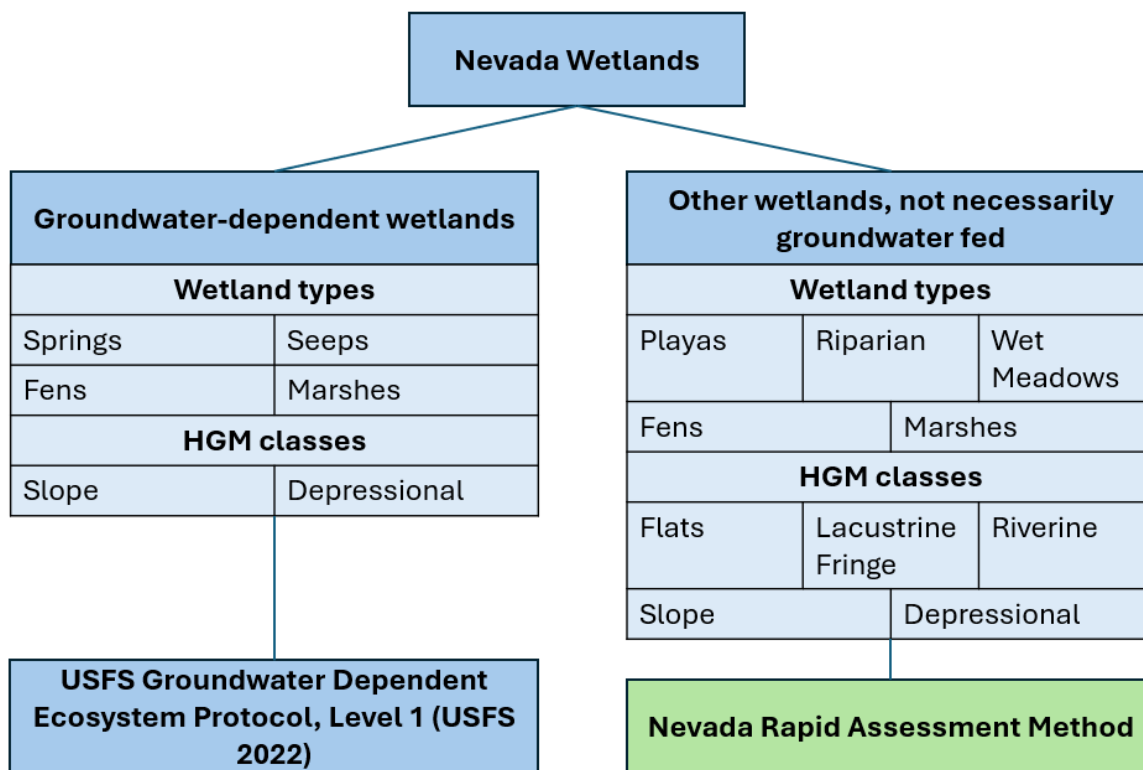 Nevada Wetlands
Groundwater-dependent wetlands
Wetland types
Springs
Seeps
Fens
Marshes
HGM classes
Slope
Depressional
USFS Groundwater Dependent
Ecosystem Protocol, Level 1 (USFS
2022)
Other wetlands, not necessarily
groundwater fed
Wetland types
Playas
Riparian
Wet
Meadows
Fens
Marshes
HGM classes
Flats
Lacustrine
Fringe
Riverine
Slope
Depressional
Nevada Rapid Assessment Method